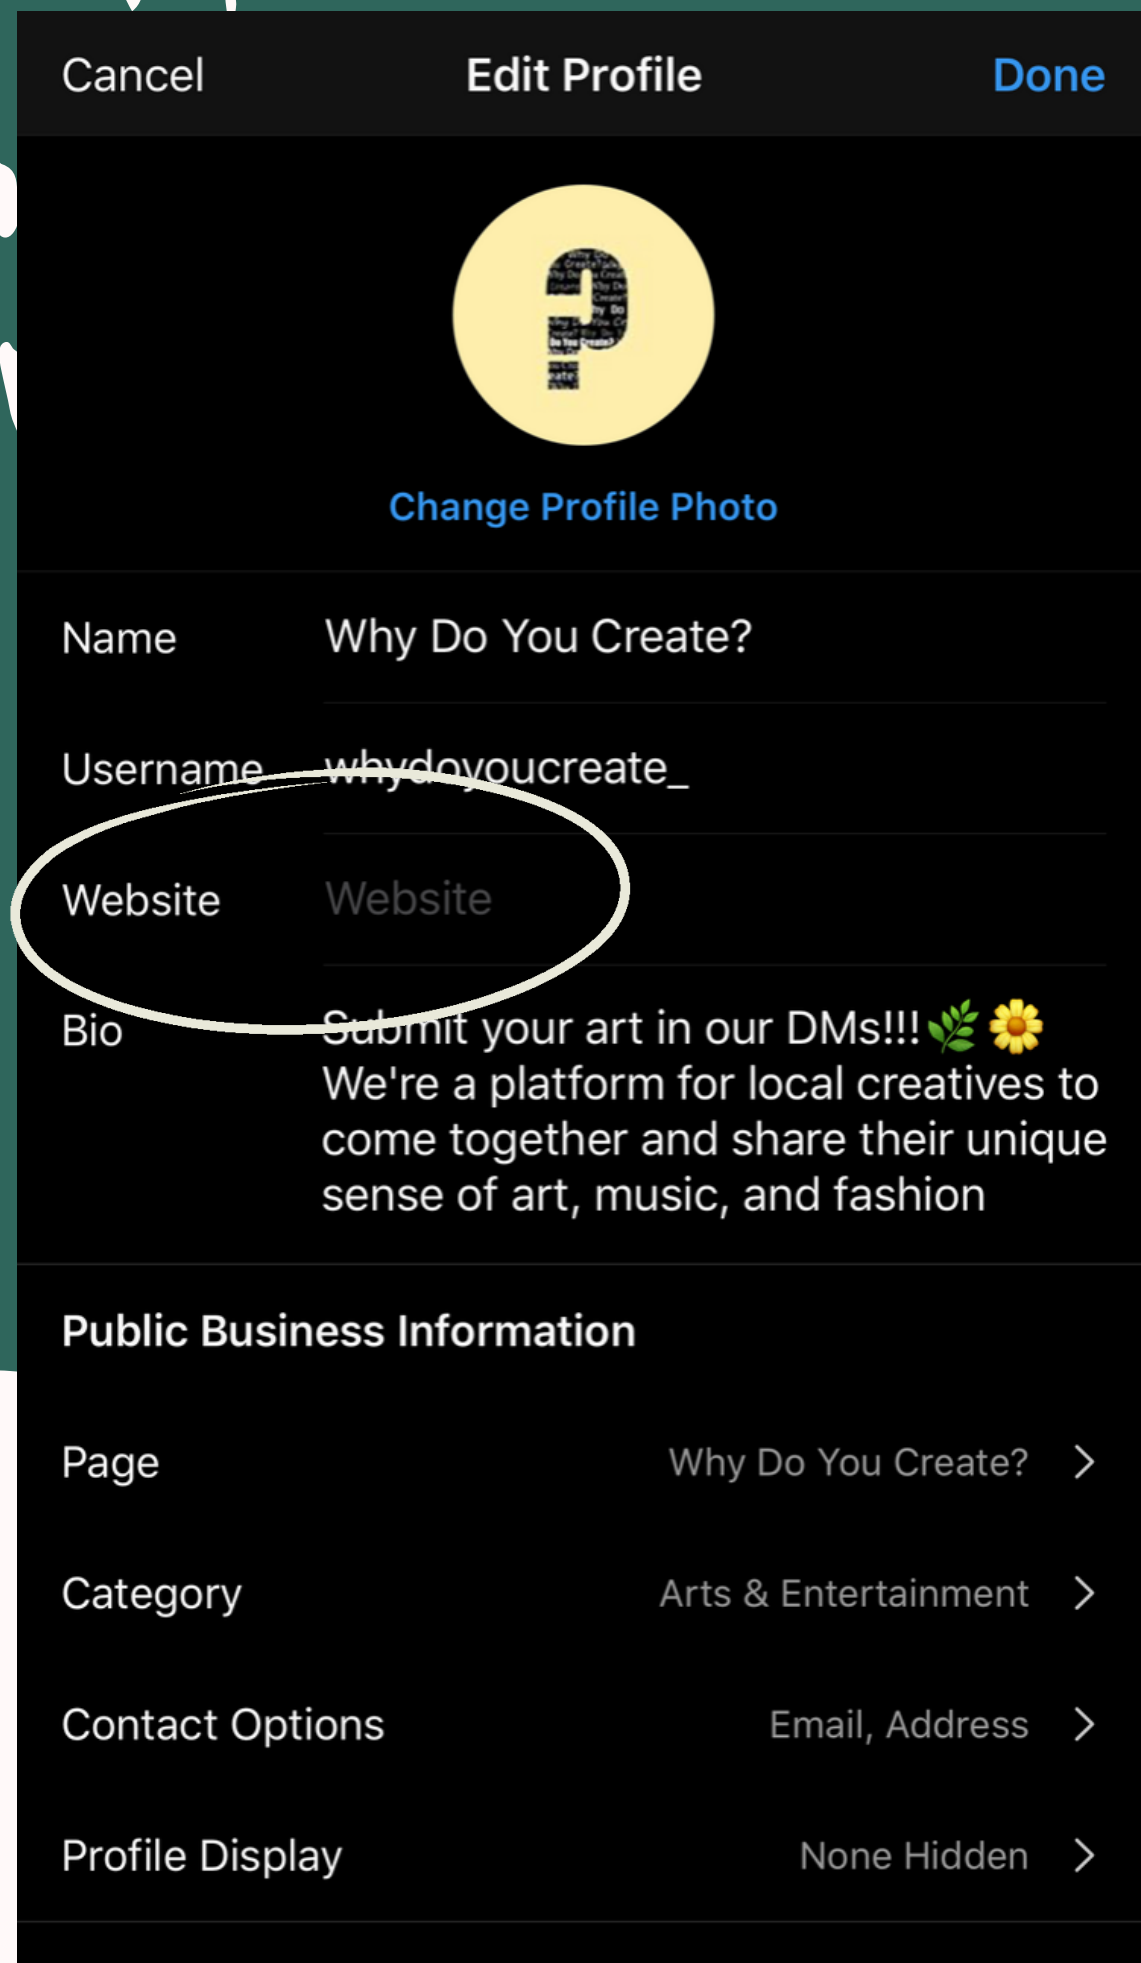 Cancel Edit Profile Done
Change Profile Photo
Name Why Do You Create?
Username whydoyoucreate_
Website Website
Bio Submit your art in our DMs!!!🌿🌼
We're a platform for local creatives to
come together and share their unique
sense of art, music, and fashion
Public Business Information
Page Why Do You Create?
Category Arts & Entertainment
Contact Options Email, Address
Profile Display None Hidden